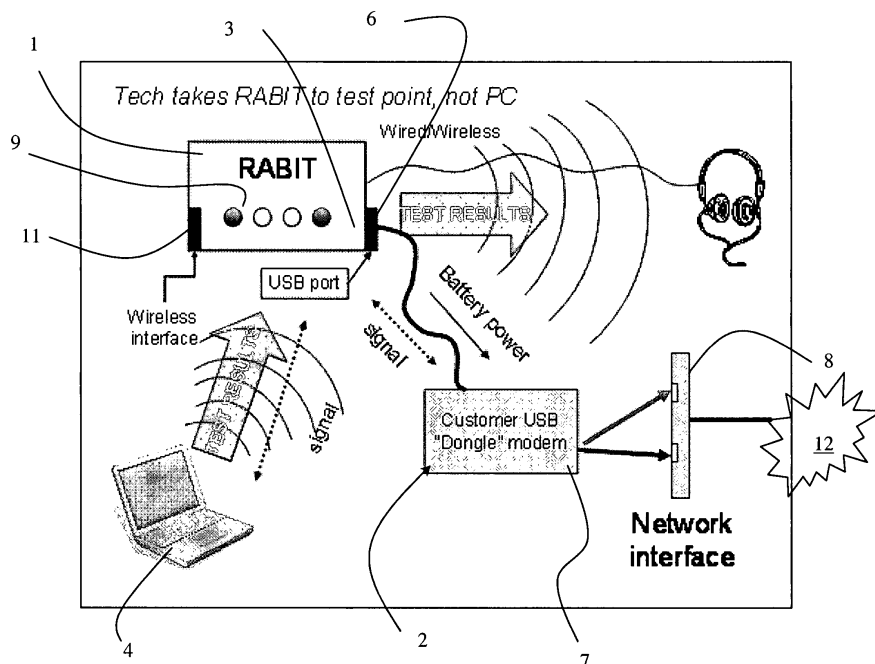 1
3
6
Tech takes RABIT to test point, not PC
Wired/Wireless
9
RABIT
TEST RESULTS
11
USB port
Wireless
interface
Battery power
signal
TEST RESULTS
signal
8
Customer USB
"Dongle" modem
12
Network
interface
4
2
7